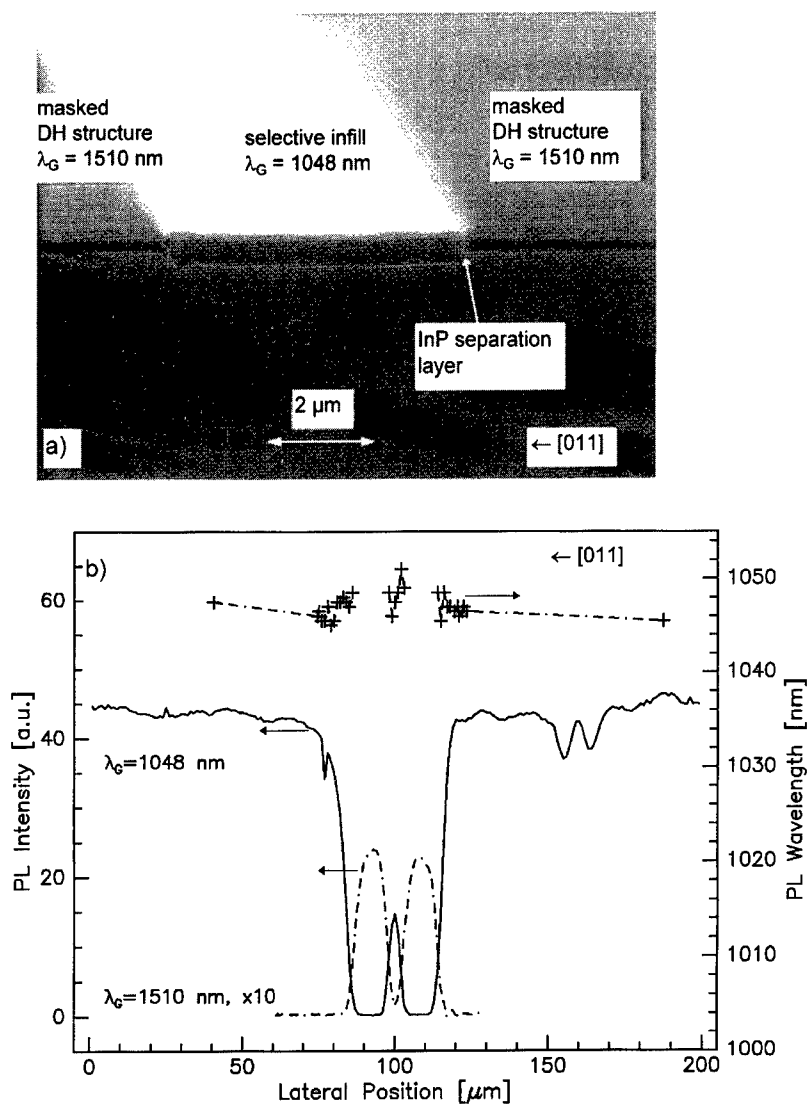 masked
DH structure
λG = 1510 nm
selective infill
λG = 1048 nm
masked
DH structure
λG = 1510 nm
InP separation
layer
2 µm
a)
← [011]
b)
← [011]
PL Intensity [a.u.]
60
40
20
0
λG=1048 nm
λG=1510 nm, x10
1050
1040
1030
1020
1010
1000
PL Wavelength [nm]
0
50
100
150
200
Lateral Position [µm]